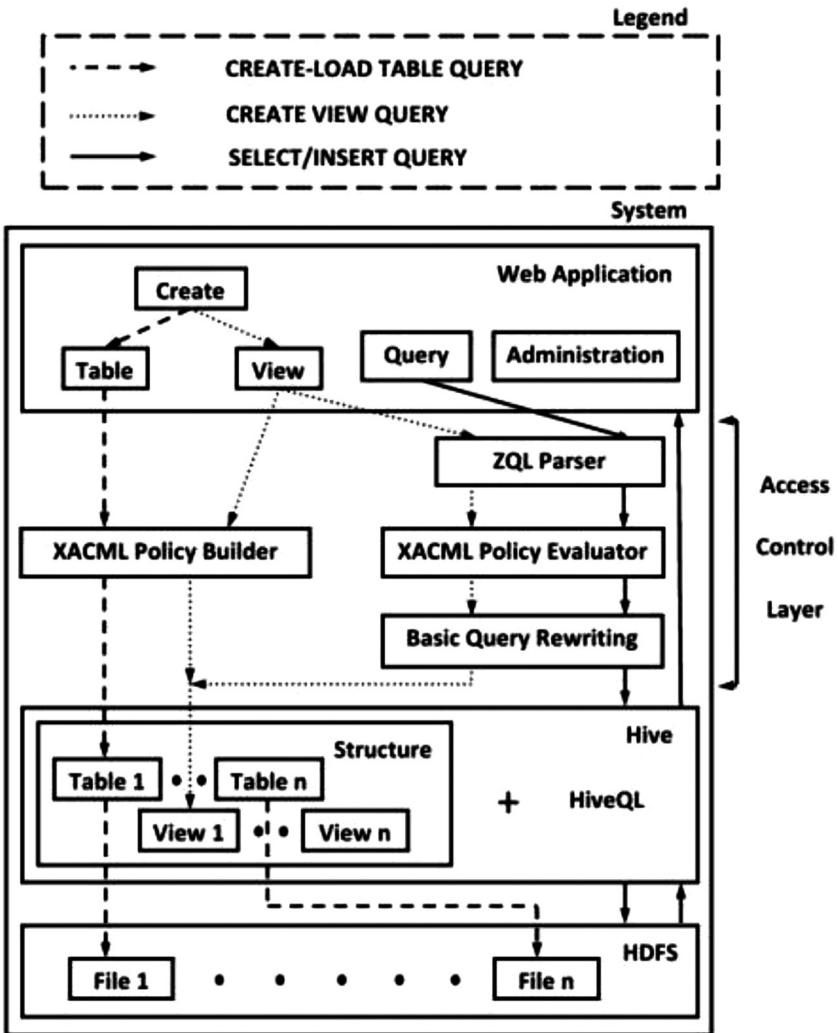 Legend
CREATE-LOAD TABLE QUERY
CREATE VIEW QUERY
SELECT/INSERT QUERY
System
Web Application
Create
Table
View
Query
Administration
ZQL Parser
Access
Control
Layer
XACML Policy Builder
XACML Policy Evaluator
Basic Query Rewriting
Hive
Structure
Table 1
Table n
+
HiveQL
View 1
View n
HDFS
File 1
File n